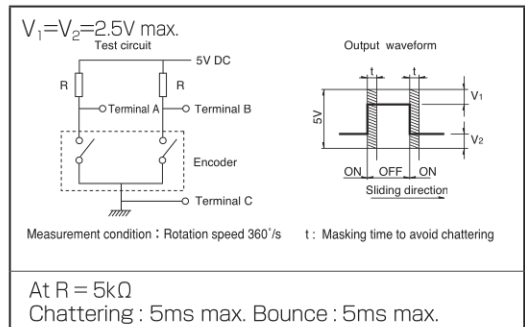 V₁=V₂=2.5V max.
Test circuit
5V DC
R
R
Terminal A
Terminal B
Encoder
Terminal C
Output waveform
t
t
5V
V₁
V₂
ON
OFF
ON
Sliding direction
Measurement condition : Rotation speed 360˚/s
t : Masking time to avoid chattering
At R = 5kΩ
Chattering : 5ms max. Bounce : 5ms max.